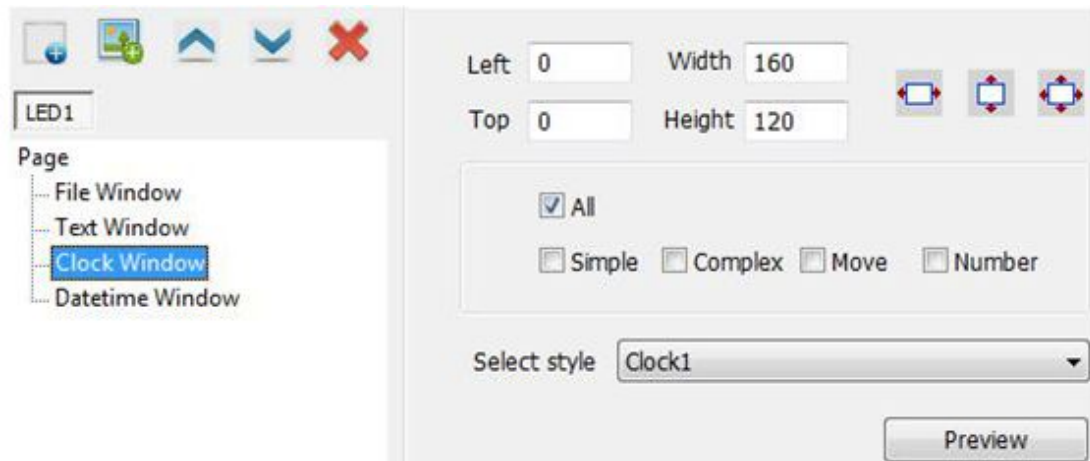 LED1
Page
File Window
Text Window
Clock Window
Datetime Window
Left 0 Width 160
Top 0 Height 120
All
Simple Complex Move Number
Select style Clock1
Preview